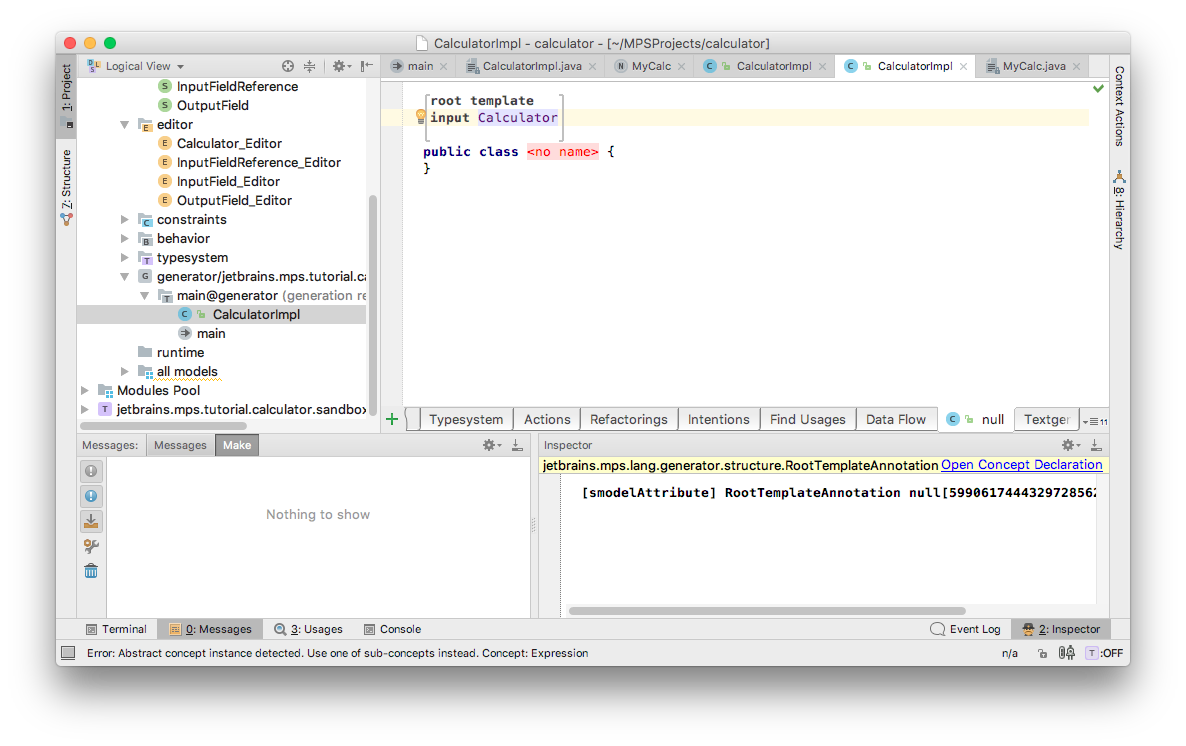 CalculatorImpl - calculator - [~/MPSProjects/calculator]
1: Project
Z: Structure
Logical View
InputFieldReference
OutputField
editor
Calculator_Editor
InputFieldReference_Editor
InputField_Editor
OutputField_Editor
constraints
behavior
typesystem
generator/jetbrains.mps.tutorial.ca
main@generator (generation re
CalculatorImpl
main
runtime
all models
Modules Pool
jetbrains.mps.tutorial.calculator.sandbox
main CalculatorImpl.java MyCalc CalculatorImpl CalculatorImpl MyCalc.java
root template
input Calculator
public class <no name> {
}
Typesystem Actions Refactorings Intentions Find Usages Data Flow null Textger 11
Context Actions
8: Hierarchy
Messages: Messages Make
Nothing to show
Inspector
jetbrains.mps.lang.generator.structure.RootTemplateAnnotation Open Concept Declaration
[smodelAttribute] RootTemplateAnnotation null[5990617444329728562
Terminal 0: Messages 3: Usages Console Event Log 2: Inspector
Error: Abstract concept instance detected. Use one of sub-concepts instead. Concept: Expression n/a T :OFF